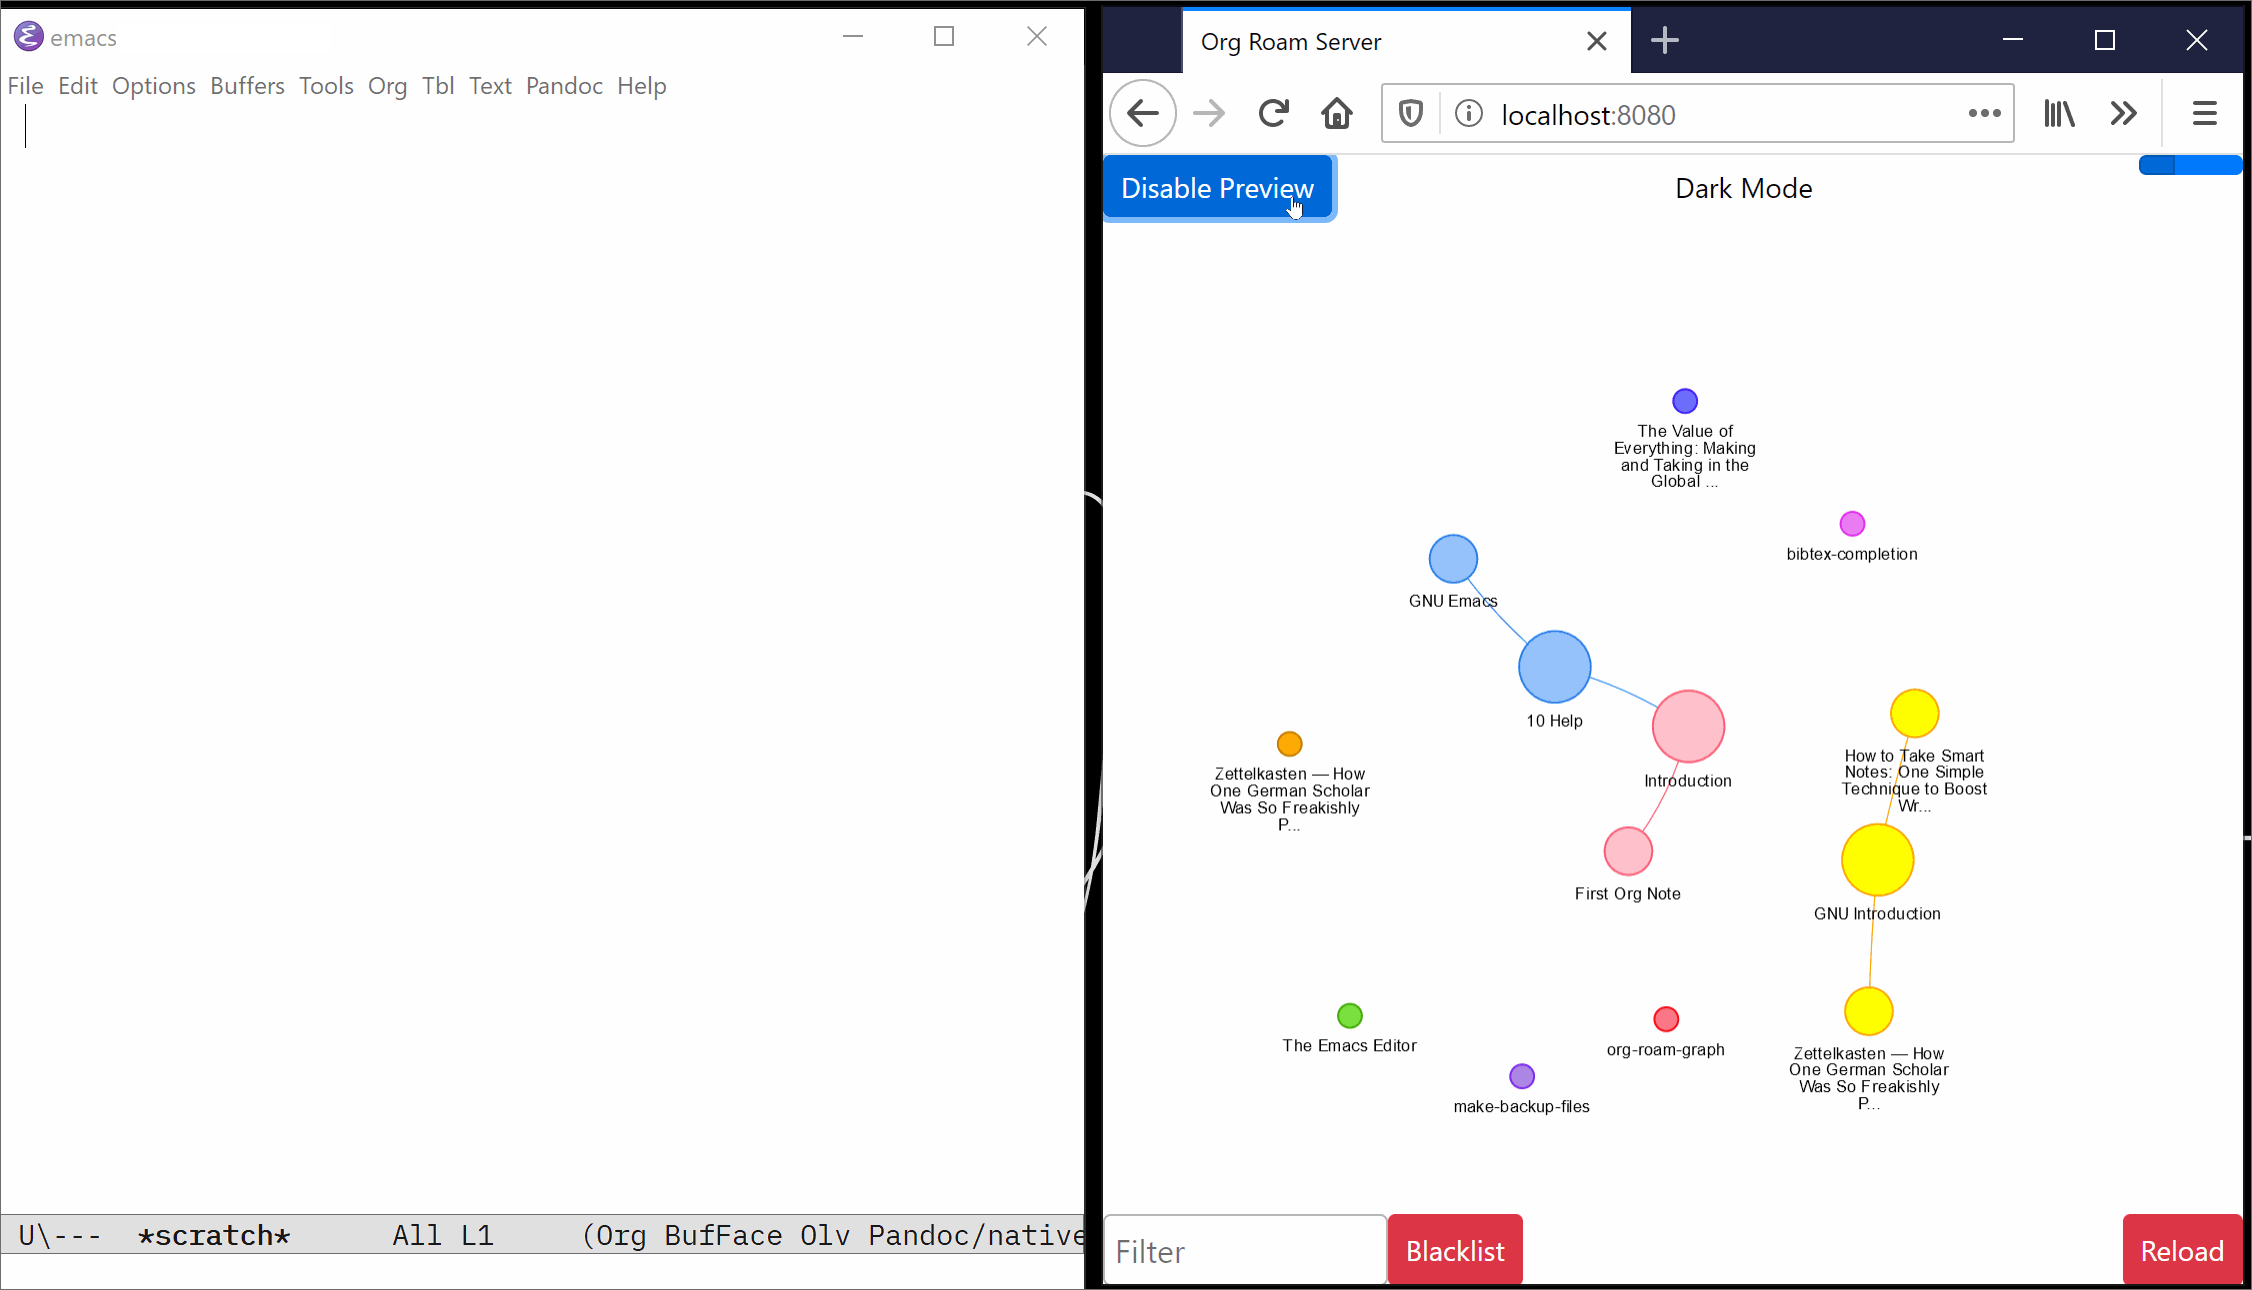 emacs
File Edit Options Buffers Tools Org Tbl Text Pandoc Help
U\--- *scratch* All L1 (Org BufFace Olv Pandoc/native
Org Roam Server
localhost:8080
Disable Preview
Dark Mode
The Value of
Everything: Making
and Taking in the
Global ...
bibtex-completion
GNU Emacs
10 Help
Introduction
How to Take Smart
Notes: One Simple
Technique to Boost
Wr...
Zettelkasten — How
One German Scholar
Was So Freakishly
P...
First Org Note
GNU Introduction
The Emacs Editor
org-roam-graph
make-backup-files
Zettelkasten — How
One German Scholar
Was So Freakishly
P...
Filter
Blacklist
Reload